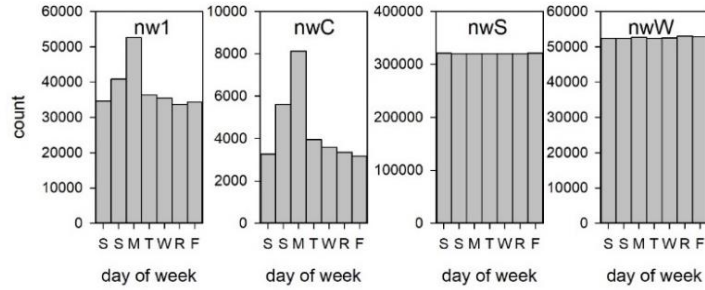 nw1
60000
50000
40000
30000
20000
10000
0
count
S S M T W R F
day of week
nwC
10000
8000
6000
4000
2000
0
S S M T W R F
day of week
nwS
400000
300000
200000
100000
0
S S M T W R F
day of week
nwW
60000
50000
40000
30000
20000
10000
0
S S M T W R F
day of week